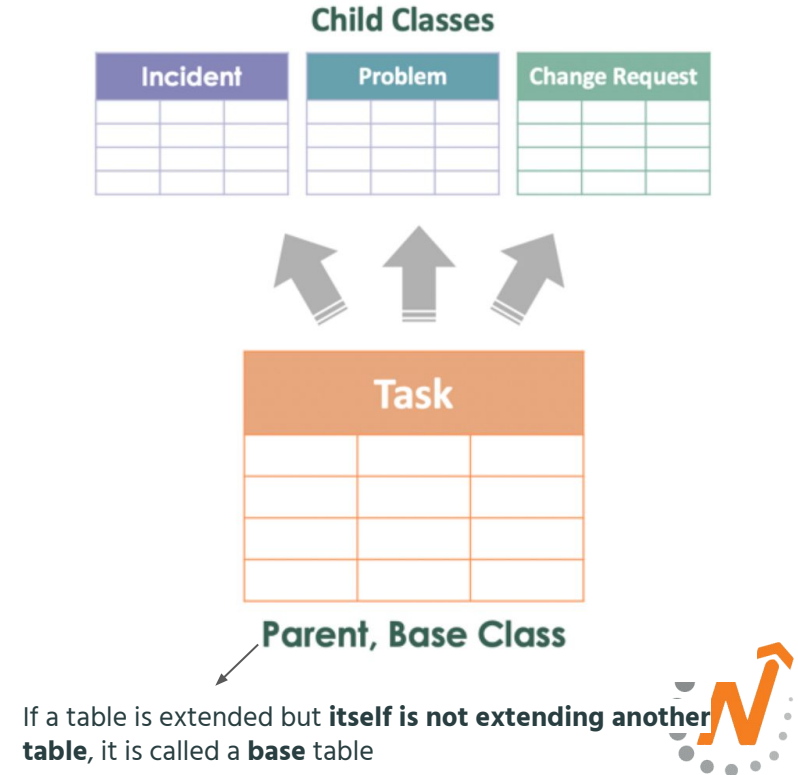 Child Classes
Incident
Problem
Change Request
Task
Parent, Base Class
If a table is extended but itself is not extending another
table, it is called a base table
N